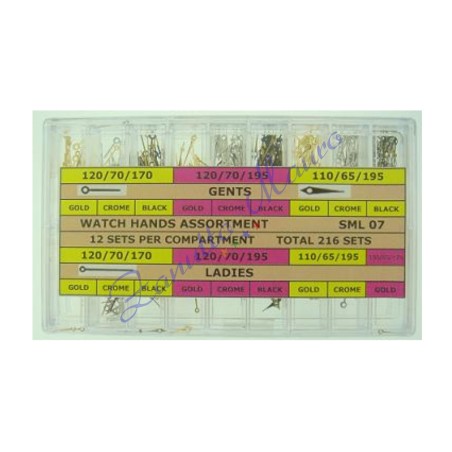 120/70/170 120/70/195 110/65/195
GENTS
GOLD CROME BLACK GOLD CROME BLACK GOLD CROME BLACK
WATCH HANDS ASSORTMENT SML 07
12 SETS PER COMPARTMENT TOTAL 216 SETS
120/70/170 120/70/195 110/65/195
LADIES
GOLD CROME BLACK GOLD CROME BLACK GOLD CROME GOLD